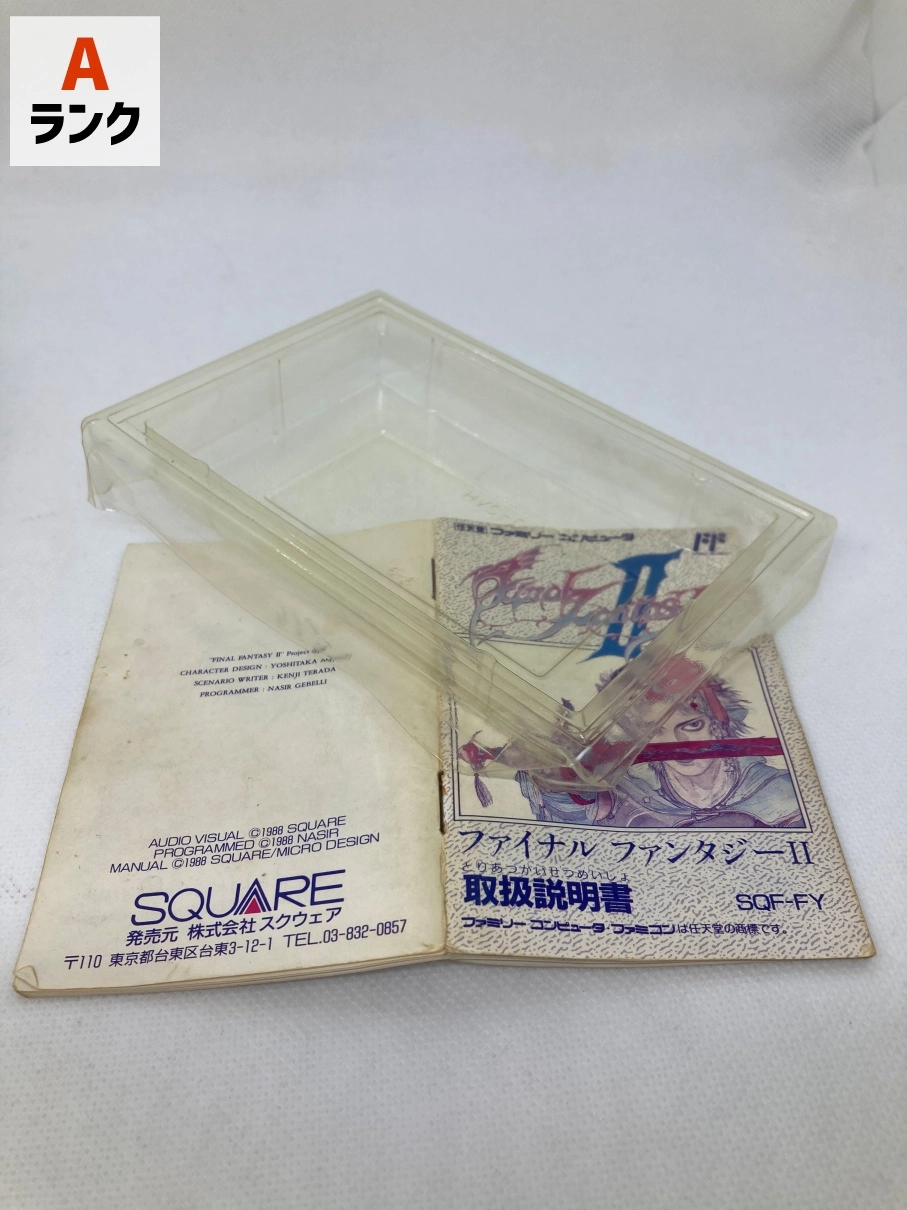 A
ランク
任天堂 ファミリー コンピュータ
FF
Final Fantasy
II
"FINAL FANTASY II" Project
CHARACTER DESIGN : YOSHITAKA
SCENARIO WRITER : KENJI TERADA
PROGRAMMER : NASIR GEBELLI
AUDIO VISUAL ©1988 SQUARE
PROGRAMMED ©1988 NASIR
MANUAL ©1988 SQUARE/MICRO DESIGN
SQUARE
発売元 株式会社 スクウェア
〒110 東京都台東区台東3-12-1 TEL.03-832-0857
ファイナル ファンタジーII
とりあつかいせつめいしょ
取扱説明書
SQF-FY
ファミリー コンピュータ・ファミコンは任天堂の商標です。